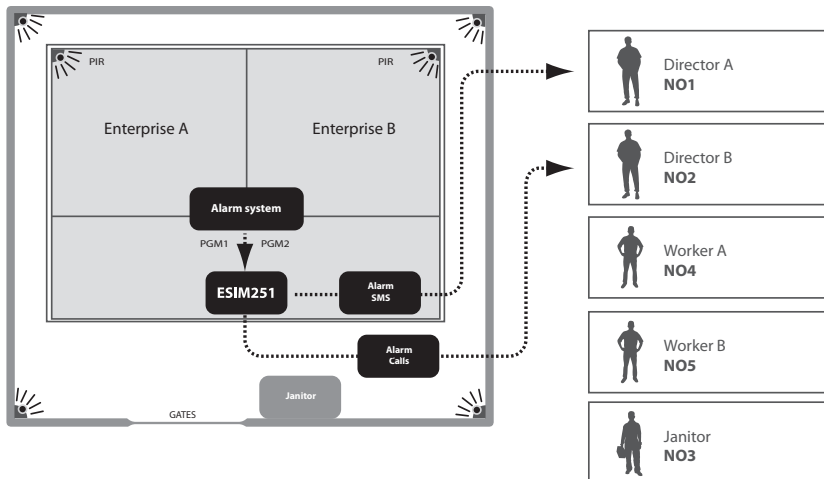 PIR
PIR
Enterprise A
Enterprise B
Alarm system
PGM1
PGM2
ESIM251
Alarm
SMS
Alarm
Calls
Janitor
GATES
Director A
NO1
Director B
NO2
Worker A
NO4
Worker B
NO5
Janitor
NO3